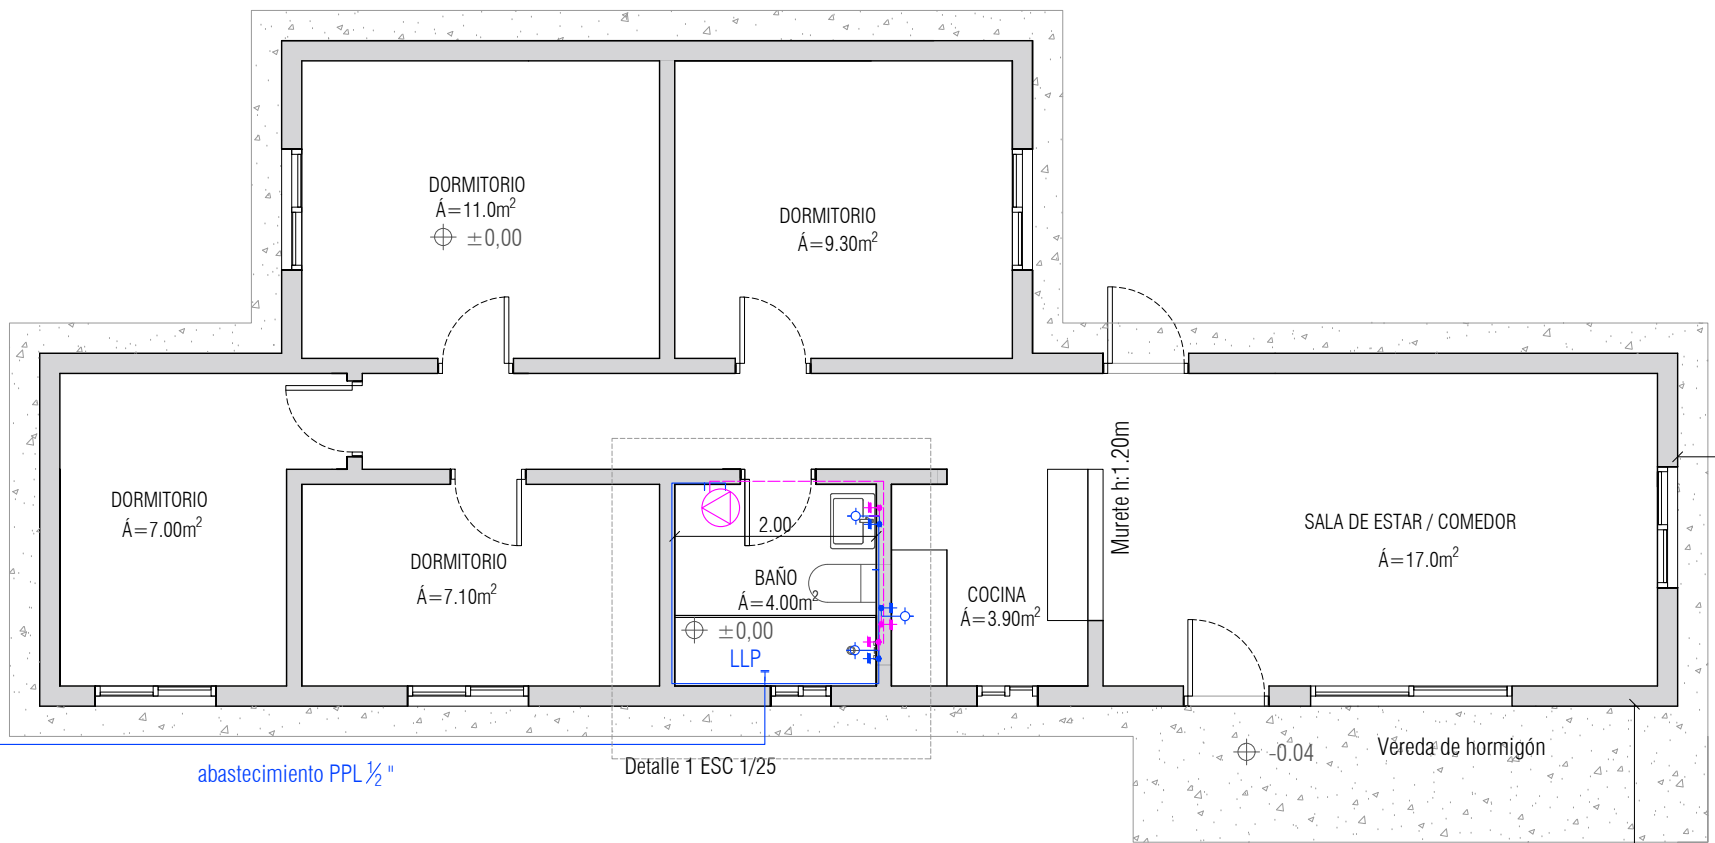 DORMITORIO
Á=11.0m²
±0,00
DORMITORIO
Á=9.30m²
DORMITORIO
Á=7.00m²
DORMITORIO
Á=7.10m²
2.00
BAÑO
Á=4.00m²
±0,00
LLP
COCINA
Á=3.90m²
Murete h:1.20m
SALA DE ESTAR / COMEDOR
Á=17.0m²
-0.04
Vereda de hormigón
abastecimiento PPL ½ "
Detalle 1 ESC 1/25